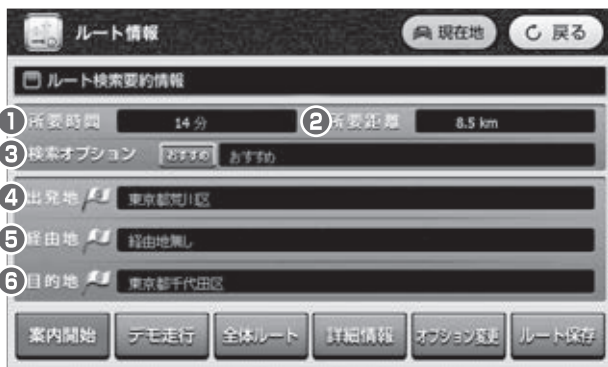 ルート情報 現在地 戻る
ルート検索要約情報
1 所要時間 14 分 2 所要距離 8.5 km
3 検索オプション おすすめ おすすめ
4 出発地 東京都荒川区
5 経由地 経由地無し
6 目的地 東京都千代田区
案内開始 デモ走行 全体ルート 詳細情報 オプション変更 ルート保存